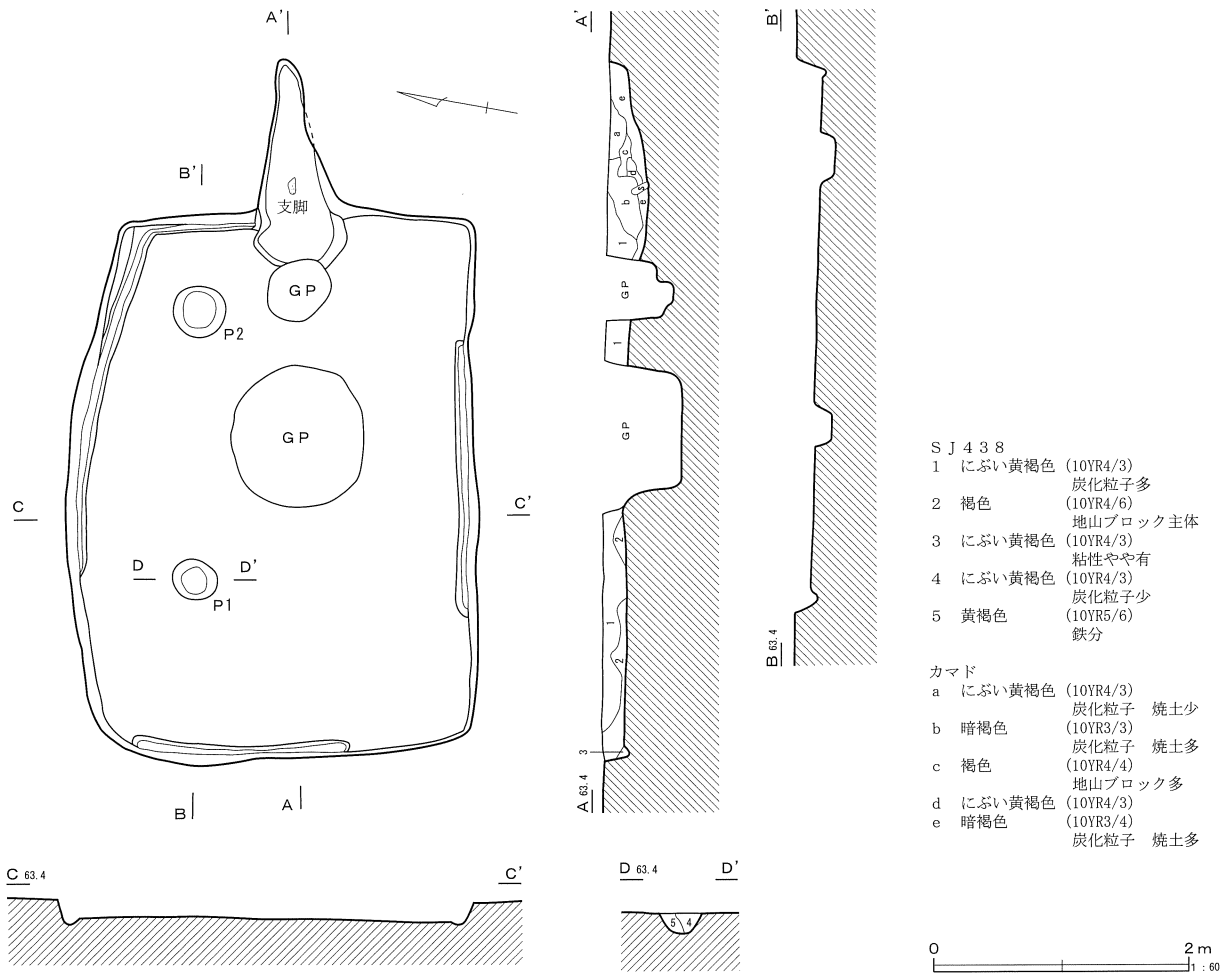 A'
B'
支脚
GP
P2
GP
C
C'
D
D'
P1
B
A
A'
e
a
c
d
5
b
e
1
GP
1
GP
2
1
2
3
A 63.4
B'
B 63.4
SJ438
1 にぶい黄褐色 (10YR4/3)
炭化粒子多
2 褐色 (10YR4/6)
地山ブロック主体
3 にぶい黄褐色 (10YR4/3)
粘性やや有
4 にぶい黄褐色 (10YR4/3)
炭化粒子少
5 黄褐色 (10YR5/6)
鉄分
カマド
a にぶい黄褐色 (10YR4/3)
炭化粒子 焼土少
b 暗褐色 (10YR3/3)
炭化粒子 焼土多
c 褐色 (10YR4/4)
地山ブロック多
d にぶい黄褐色 (10YR4/3)
e 暗褐色 (10YR3/4)
炭化粒子 焼土多
C 63.4
C'
D 63.4
D'
5 4
0 2m
1:60